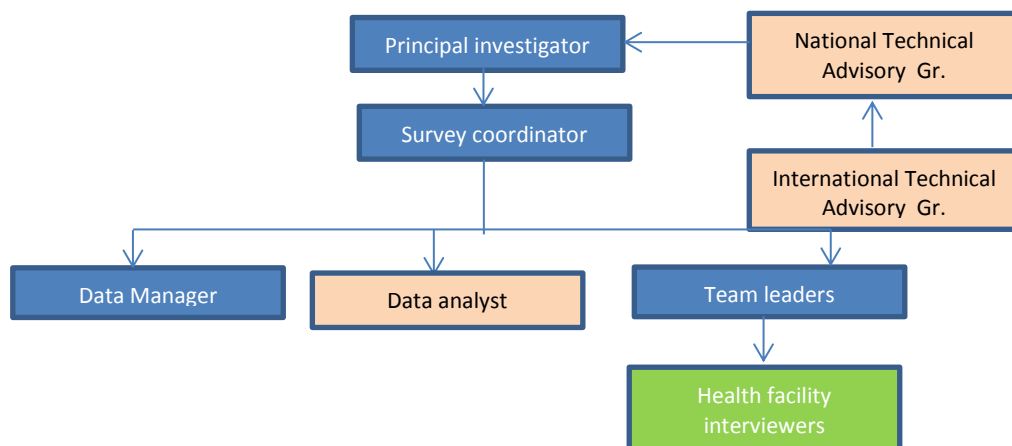 Principal investigator
National Technical
Advisory Gr.
Survey coordinator
International Technical
Advisory Gr.
Data Manager
Data analyst
Team leaders
Health facility
interviewers